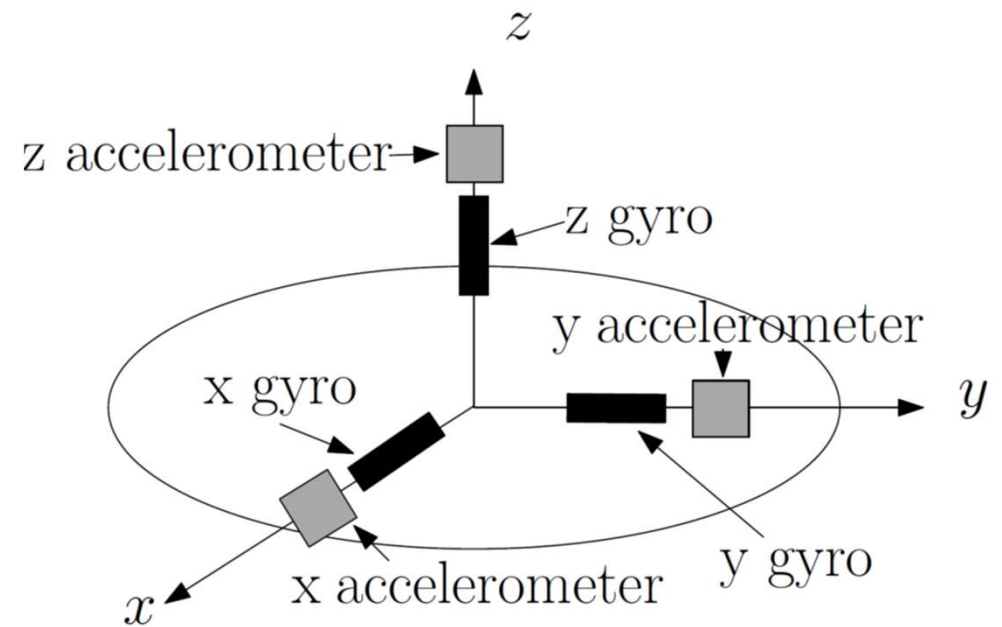 z
z accelerometer
z gyro
y accelerometer
x gyro
y
y gyro
x accelerometer
x